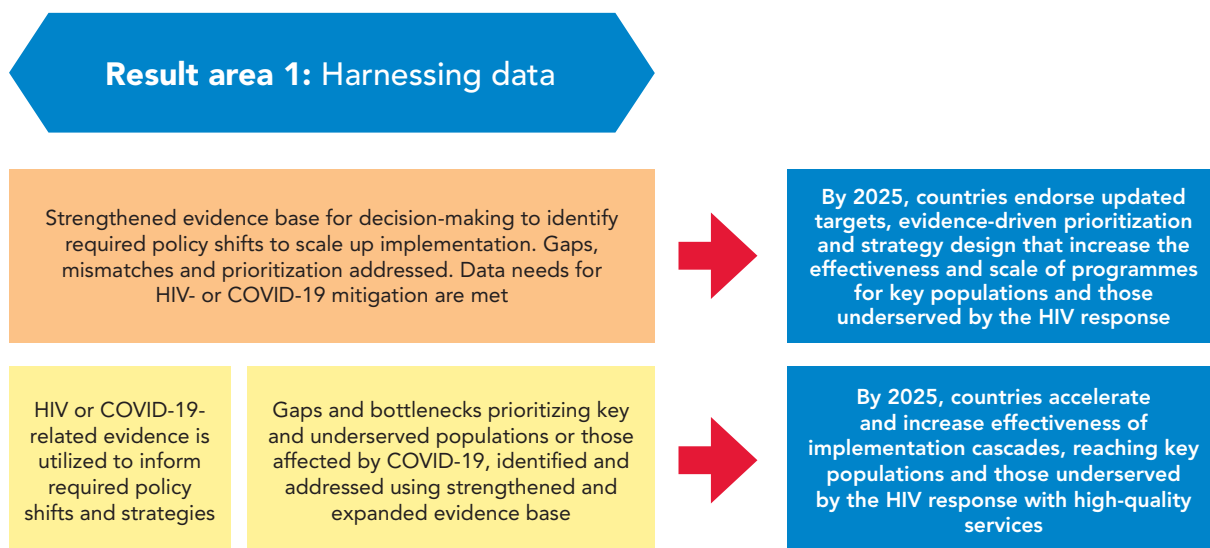 Result area 1: Harnessing data
Strengthened evidence base for decision-making to identify
required policy shifts to scale up implementation. Gaps,
mismatches and prioritization addressed. Data needs for
HIV- or COVID-19 mitigation are met
By 2025, countries endorse updated
targets, evidence-driven prioritization
and strategy design that increase the
effectiveness and scale of programmes
for key populations and those
underserved by the HIV response
HIV or COVID-19-
related evidence is
utilized to inform
required policy
shifts and strategies
Gaps and bottlenecks prioritizing key
and underserved populations or those
affected by COVID-19, identified and
addressed using strengthened and
expanded evidence base
By 2025, countries accelerate
and increase effectiveness of
implementation cascades, reaching key
populations and those underserved
by the HIV response with high-quality
services